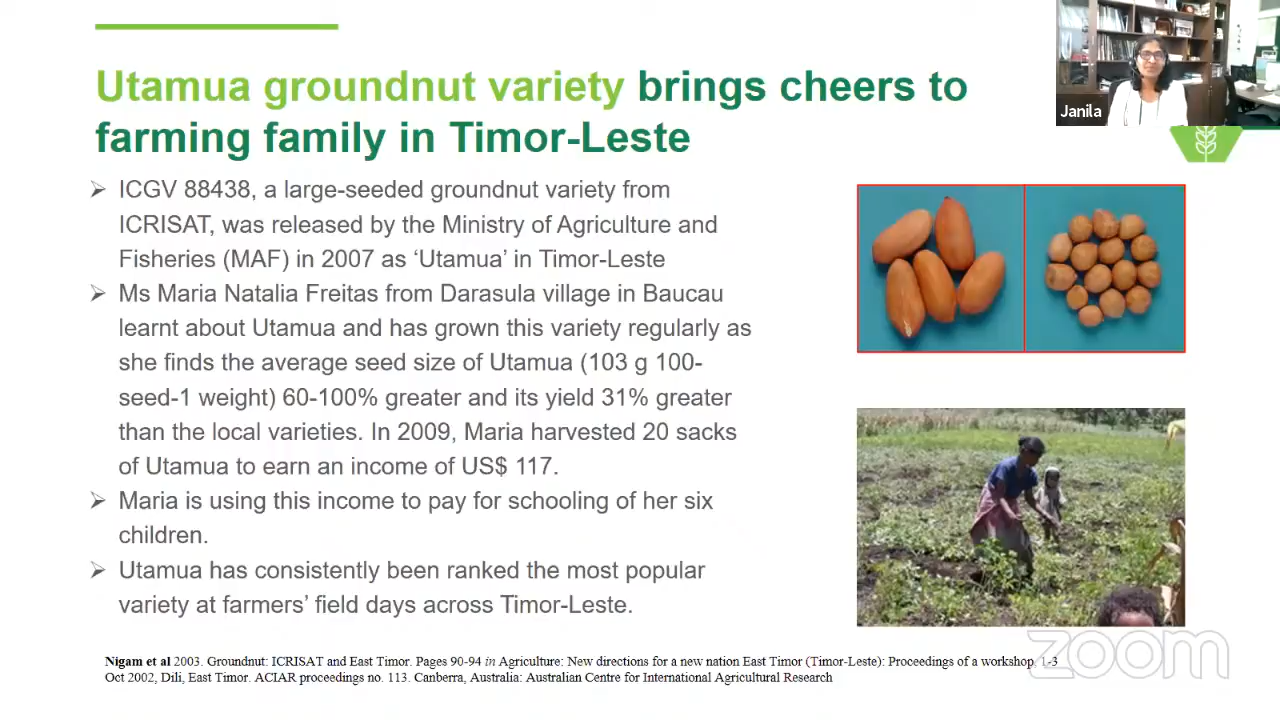 Utamua groundnut variety brings cheers to
farming family in Timor-Leste
Janila
➢ ICGV 88438, a large-seeded groundnut variety from
ICRISAT, was released by the Ministry of Agriculture and
Fisheries (MAF) in 2007 as ‘Utamua’ in Timor-Leste
➢ Ms Maria Natalia Freitas from Darasula village in Baucau
learnt about Utamua and has grown this variety regularly as
she finds the average seed size of Utamua (103 g 100-
seed-1 weight) 60-100% greater and its yield 31% greater
than the local varieties. In 2009, Maria harvested 20 sacks
of Utamua to earn an income of US$ 117.
➢ Maria is using this income to pay for schooling of her six
children.
➢ Utamua has consistently been ranked the most popular
variety at farmers’ field days across Timor-Leste.
zoom
Nigam et al 2003. Groundnut: ICRISAT and East Timor. Pages 90-94 in Agriculture: New directions for a new nation East Timor (Timor-Leste): Proceedings of a workshop, 1-3
Oct 2002, Dili, East Timor. ACIAR proceedings no. 113. Canberra, Australia: Australian Centre for International Agricultural Research